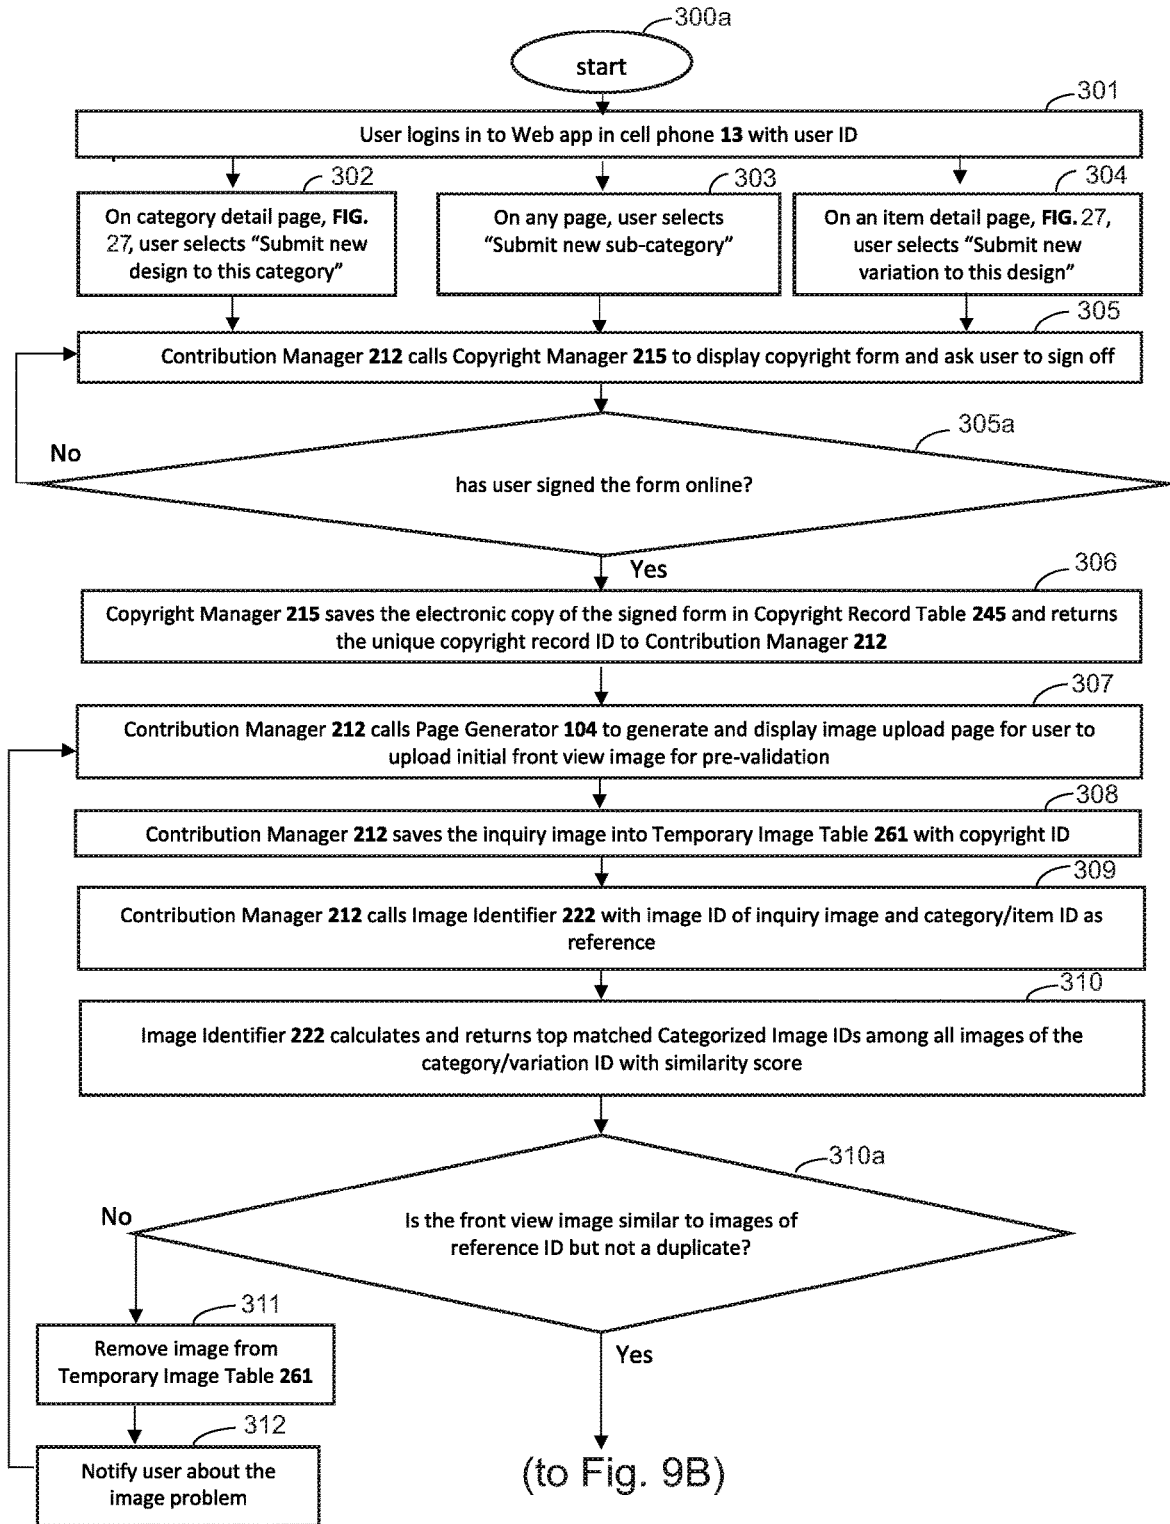 300a
start
301
User logins in to Web app in cell phone 13 with user ID
302
303
304
On category detail page, FIG.
27, user selects “Submit new
design to this category”
On any page, user selects
“Submit new sub-category”
On an item detail page, FIG. 27,
user selects “Submit new
variation to this design”
305
Contribution Manager 212 calls Copyright Manager 215 to display copyright form and ask user to sign off
305a
No
has user signed the form online?
Yes
306
Copyright Manager 215 saves the electronic copy of the signed form in Copyright Record Table 245 and returns
the unique copyright record ID to Contribution Manager 212
307
Contribution Manager 212 calls Page Generator 104 to generate and display image upload page for user to
upload initial front view image for pre-validation
308
Contribution Manager 212 saves the inquiry image into Temporary Image Table 261 with copyright ID
309
Contribution Manager 212 calls Image Identifier 222 with image ID of inquiry image and category/item ID as
reference
310
Image Identifier 222 calculates and returns top matched Categorized Image IDs among all images of the
category/variation ID with similarity score
310a
No
Is the front view image similar to images of
reference ID but not a duplicate?
311
Remove image from
Temporary Image Table 261
Yes
312
Notify user about the
image problem
(to Fig. 9B)